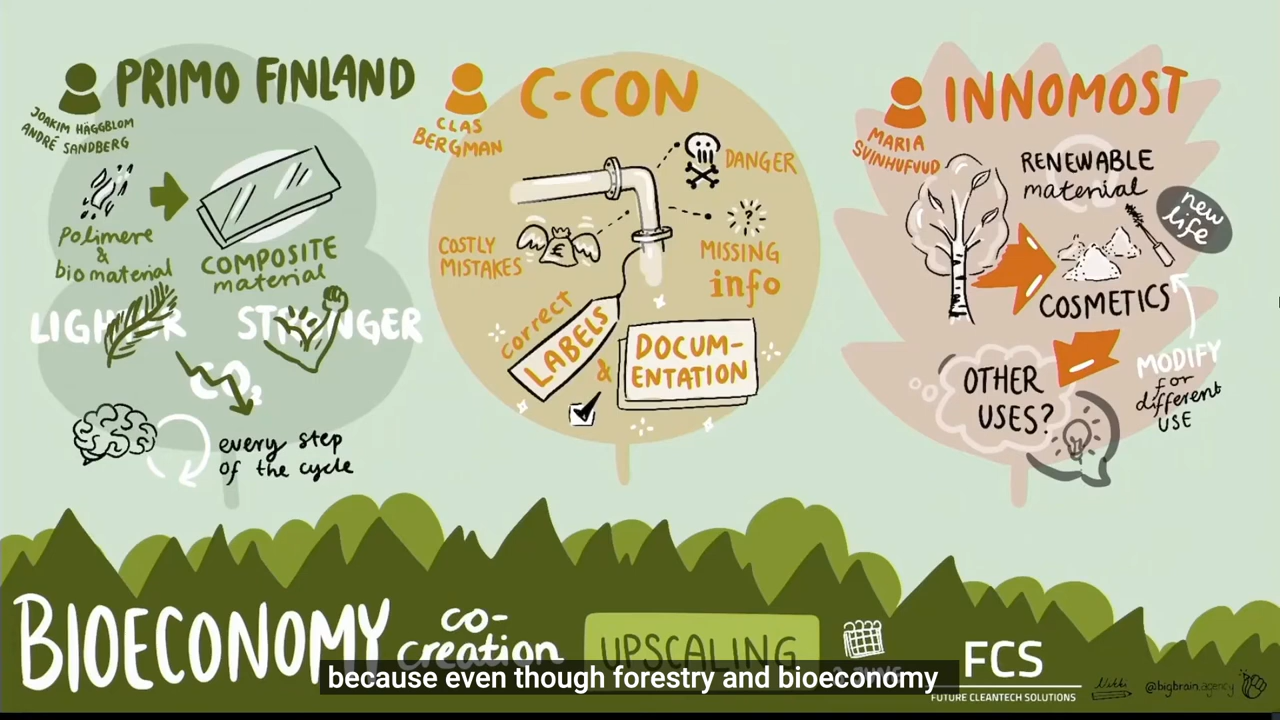 PRIMO FINLAND
JOAKIM HÄGGBLOM
ANDRÉ SANDBERG
Polimere
&
bio material
COMPOSITE
material
LIGHTER
STRONGER
CO₂
every step
of the cycle
C-CON
CLAS
BERGMAN
DANGER
COSTLY
MISTAKES
€
?
MISSING
info
correct
LABELS
&
DOCUM-
ENTATION
INNOMOST
MARIA
SVINHUFVUD
RENEWABLE
material
new
life
COSMETICS
OTHER
USES?
MODIFY
for
different
USE
BIOECONOMY
co-
creation
UPSCALING
FCS
FUTURE CLEANTECH SOLUTIONS
@bigbrain.agency
because even though forestry and bioeconomy